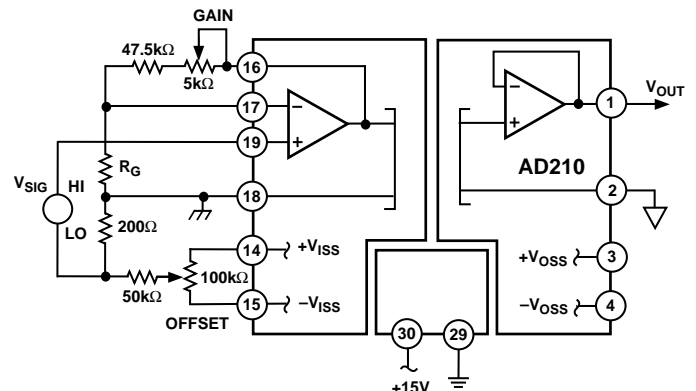 GAIN
47.5kΩ
5kΩ
16
17
19
18
14
15
−
+
R_G
V_SIG
HI
LO
200Ω
50kΩ
100kΩ
OFFSET
+V_ISS
−V_ISS
30
29
+15V
−
+
AD210
1
V_OUT
2
+V_OSS
3
−V_OSS
4